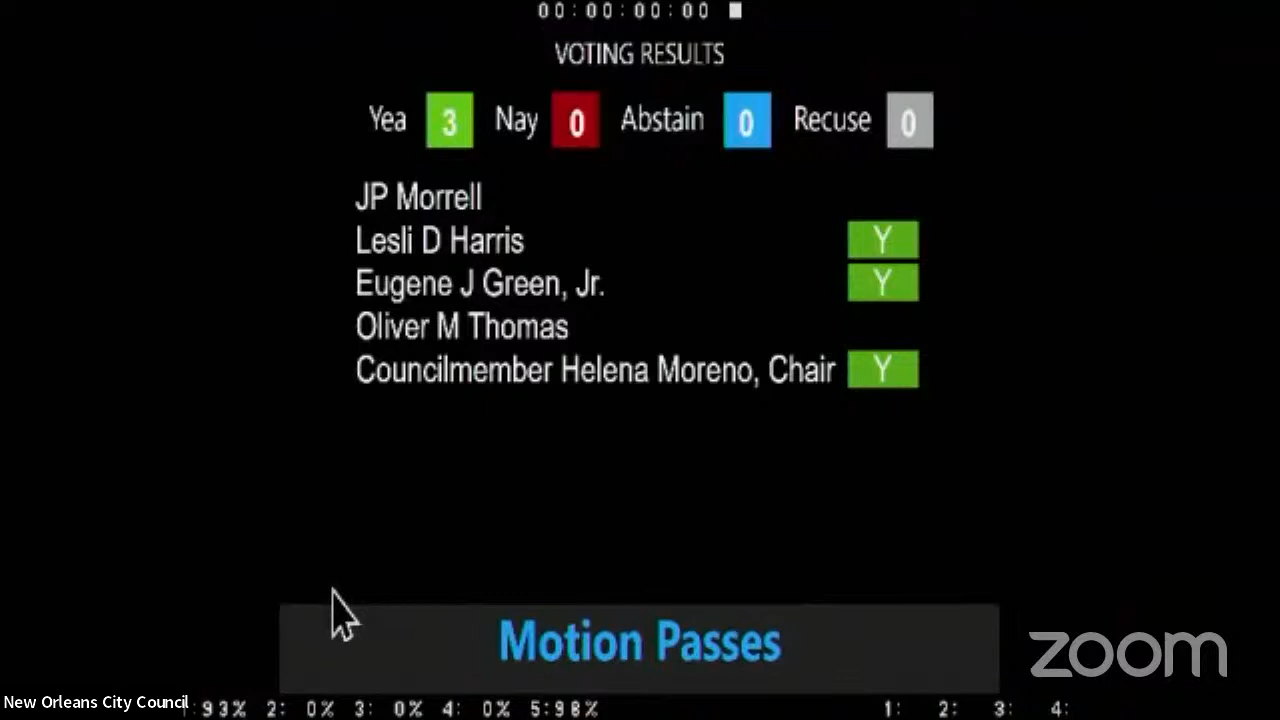 00:00:00:00
VOTING RESULTS
Yea 3 Nay 0 Abstain 0 Recuse 0
JP Morrell
Lesli D Harris Y
Eugene J Green, Jr. Y
Oliver M Thomas
Councilmember Helena Moreno, Chair Y
Motion Passes
zoom
New Orleans City Council
:93% 2: 0% 3: 0% 4: 0% 5:98% 1: 2: 3: 4: